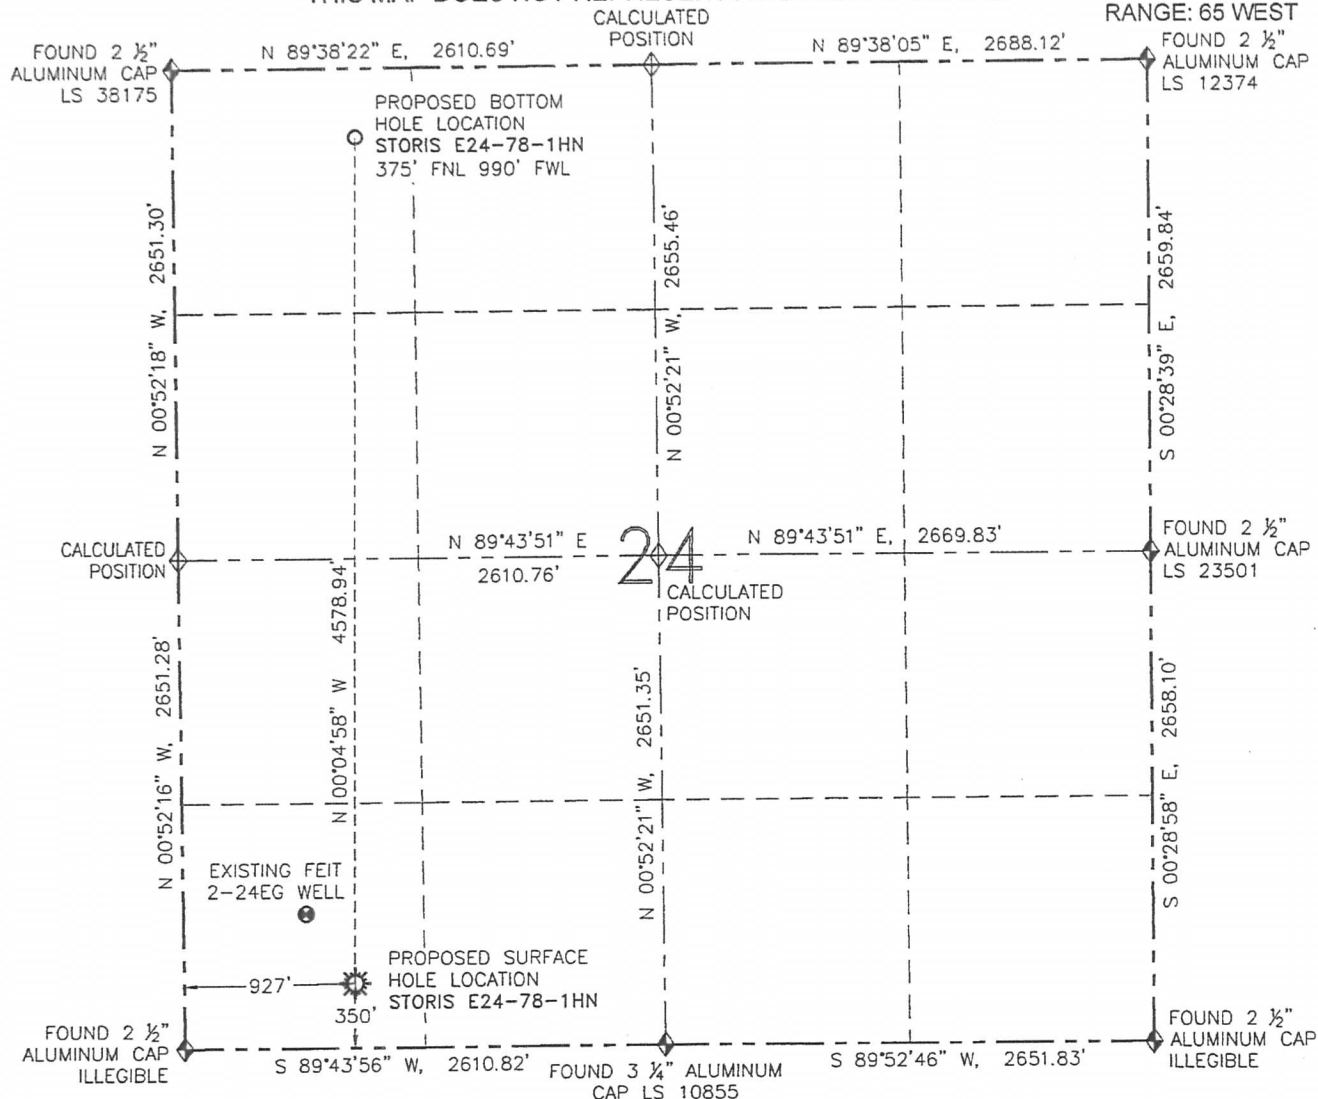 CALCULATED
POSITION
RANGE: 65 WEST
FOUND 2 ½"
ALUMINUM CAP
LS 38175
N 89°38'22" E, 2610.69'
N 89°38'05" E, 2688.12'
FOUND 2 ½"
ALUMINUM CAP
LS 12374
PROPOSED BOTTOM
HOLE LOCATION
STORIS E24-78-1HN
375' FNL 990' FWL
N 00°52'18" W, 2651.30'
N 00°52'21" W, 2655.46'
S 00°28'39" E, 2659.84'
CALCULATED
POSITION
N 89°43'51" E
2610.76'
24
N 89°43'51" E, 2669.83'
FOUND 2 ½"
ALUMINUM CAP
LS 23501
CALCULATED
POSITION
N 00°52'16" W, 2651.28'
N 00°04'58" W 4578.94'
N 00°52'21" W, 2651.35'
S 00°28'58" E, 2658.10'
EXISTING FEIT
2-24EG WELL
PROPOSED SURFACE
HOLE LOCATION
STORIS E24-78-1HN
927'
350'
FOUND 2 ½"
ALUMINUM CAP
ILLEGIBLE
S 89°43'56" W, 2610.82'
FOUND 3 ¼" ALUMINUM
CAP LS 10855
S 89°52'46" W, 2651.83'
FOUND 2 ½"
ALUMINUM CAP
ILLEGIBLE